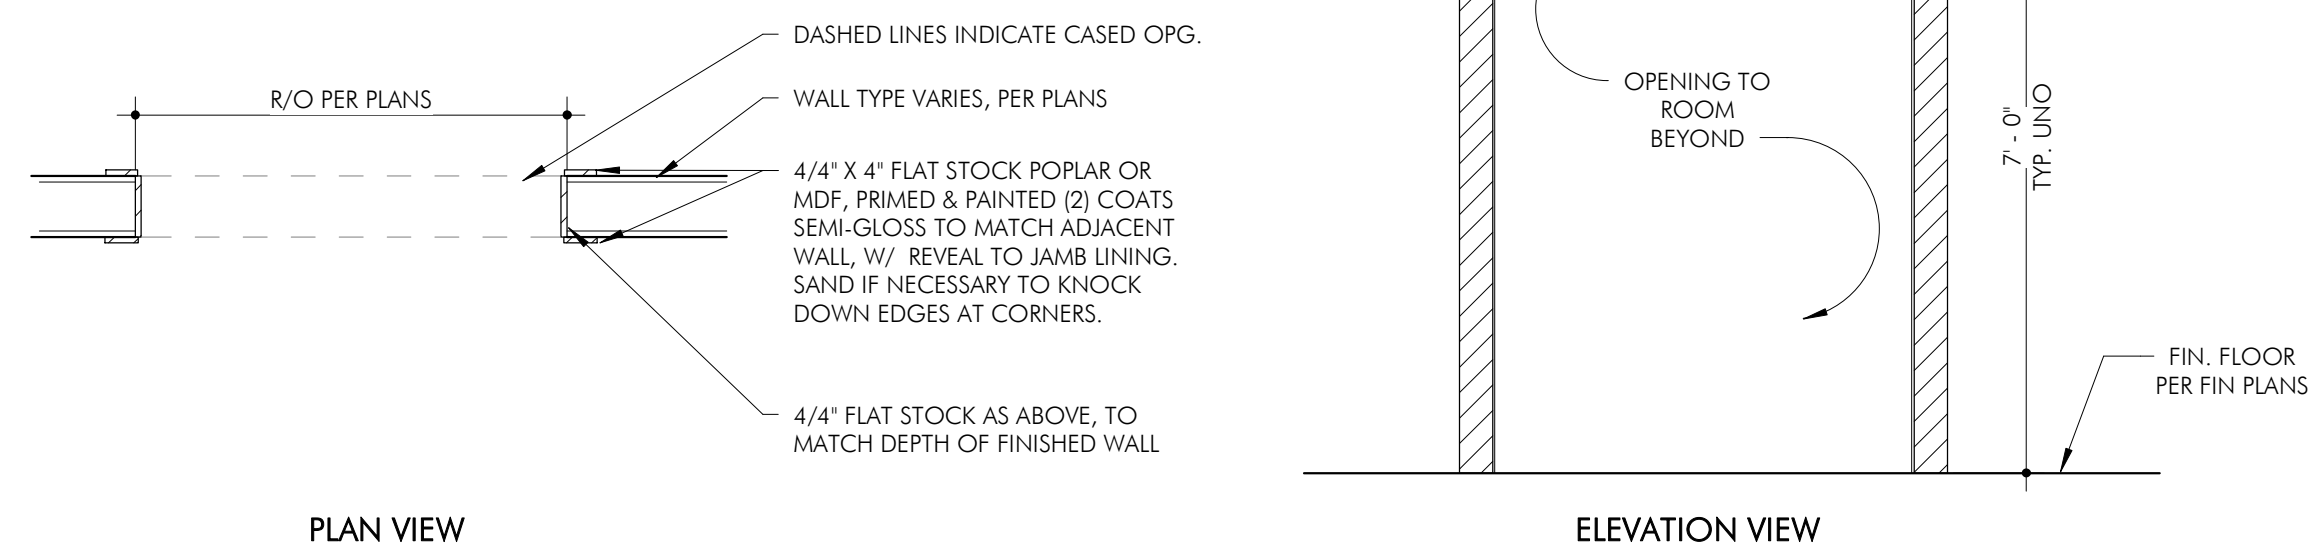 DASHED LINES INDICATE CASED OPG.
R/O PER PLANS
WALL TYPE VARIES, PER PLANS
4/4" X 4" FLAT STOCK POPLAR OR
MDF, PRIMED & PAINTED (2) COATS
SEMI-GLOSS TO MATCH ADJACENT
WALL, W/ REVEAL TO JAMB LINING.
SAND IF NECESSARY TO KNOCK
DOWN EDGES AT CORNERS.
4/4" FLAT STOCK AS ABOVE, TO
MATCH DEPTH OF FINISHED WALL
PLAN VIEW
OPENING TO
ROOM
BEYOND
7' - 0"
TYP. UNO
FIN. FLOOR
PER FIN PLANS
ELEVATION VIEW